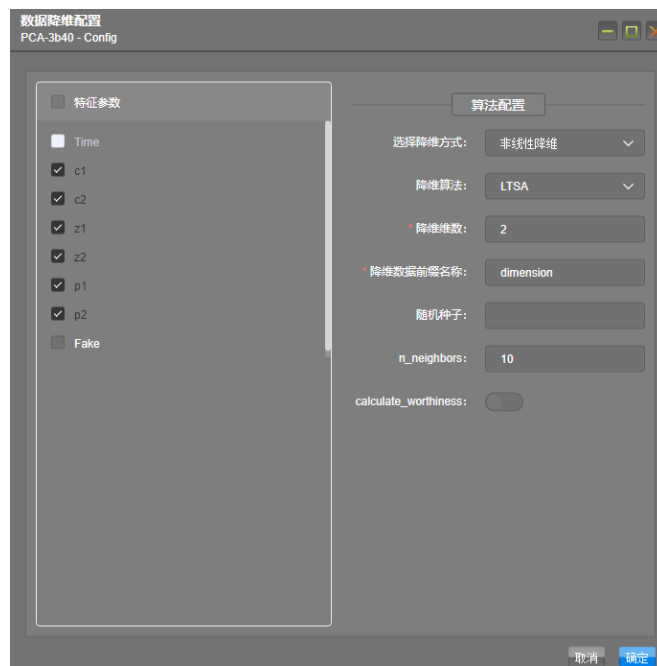 数据降维配置
PCA-3b40 - Config
特征参数
Time
c1
c2
z1
z2
p1
p2
Fake
算法配置
选择降维方式： 非线性降维
降维算法： LTSA
*降维维数： 2
*降维数据前缀名称： dimension
随机种子：
n_neighbors： 10
calculate_worthiness：
取消 确定